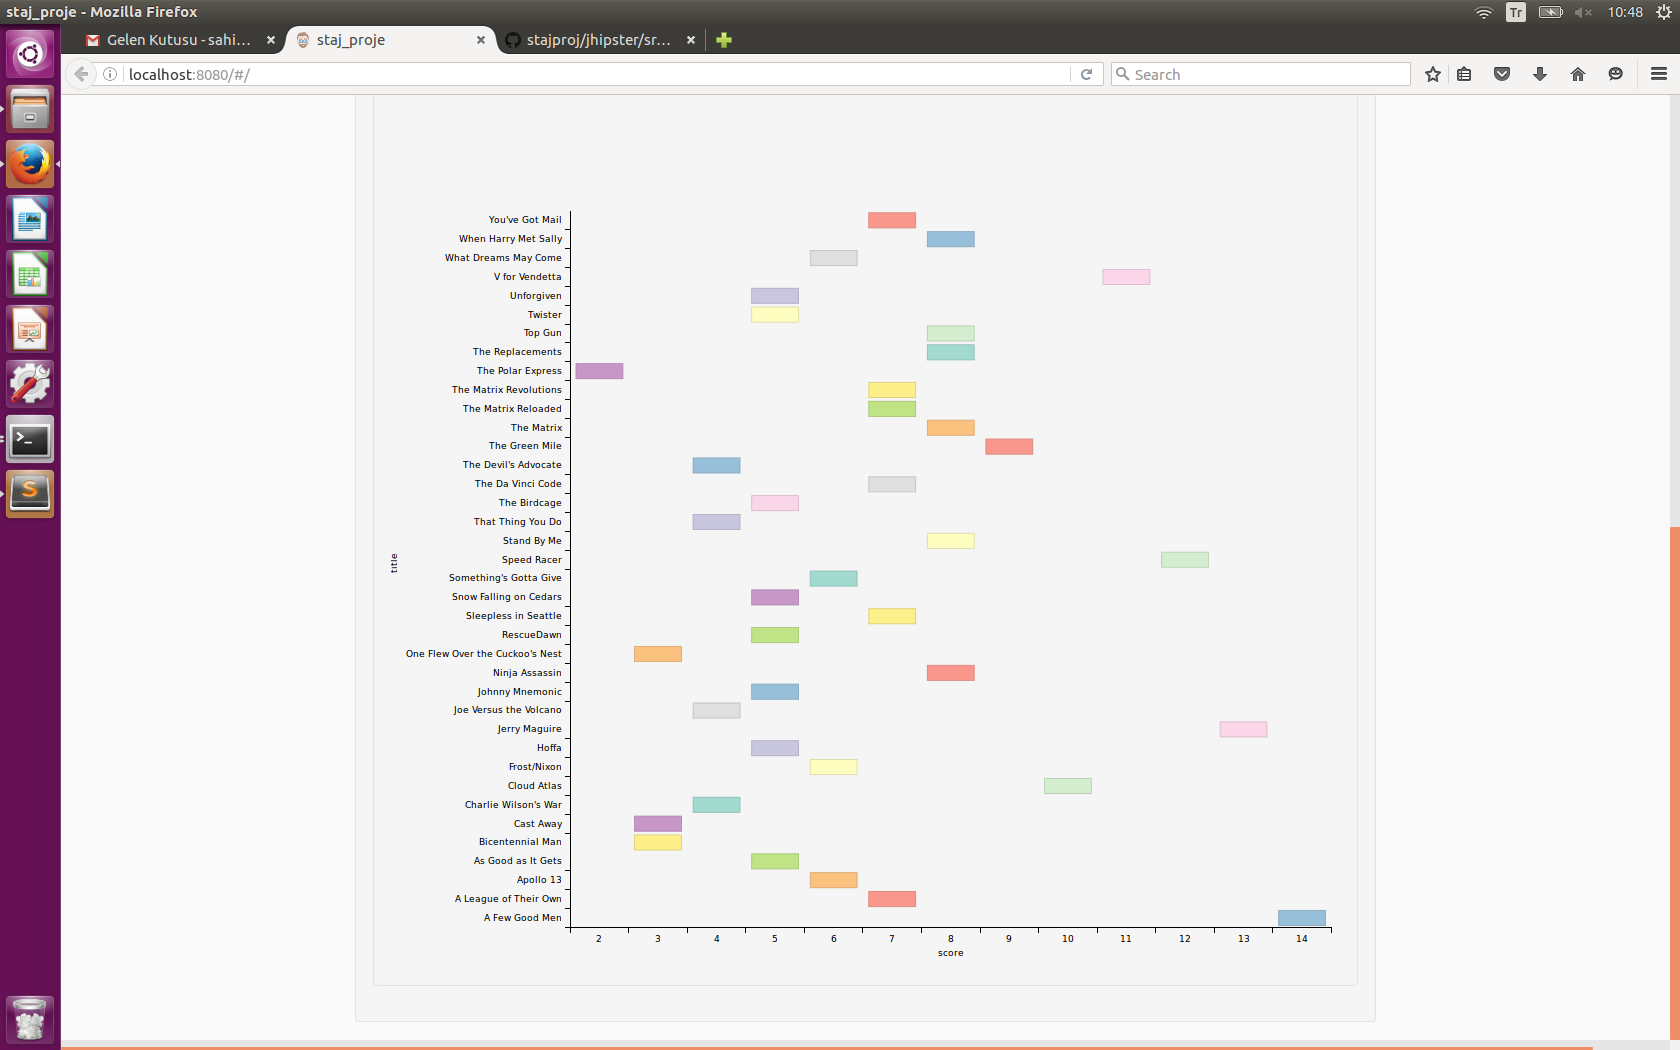 staj_proje - Mozilla Firefox
Tr
10:48
Gelen Kutusu - sahi...
staj_proje
stajproj/jhipster/sr...
localhost:8080/#/
Search
You've Got Mail
When Harry Met Sally
What Dreams May Come
V for Vendetta
Unforgiven
Twister
Top Gun
The Replacements
The Polar Express
The Matrix Revolutions
The Matrix Reloaded
The Matrix
The Green Mile
The Devil's Advocate
The Da Vinci Code
The Birdcage
That Thing You Do
Stand By Me
Speed Racer
Something's Gotta Give
Snow Falling on Cedars
Sleepless in Seattle
RescueDawn
One Flew Over the Cuckoo's Nest
Ninja Assassin
Johnny Mnemonic
Joe Versus the Volcano
Jerry Maguire
Hoffa
Frost/Nixon
Cloud Atlas
Charlie Wilson's War
Cast Away
Bicentennial Man
As Good as It Gets
Apollo 13
A League of Their Own
A Few Good Men
title
2 3 4 5 6 7 8 9 10 11 12 13 14
score